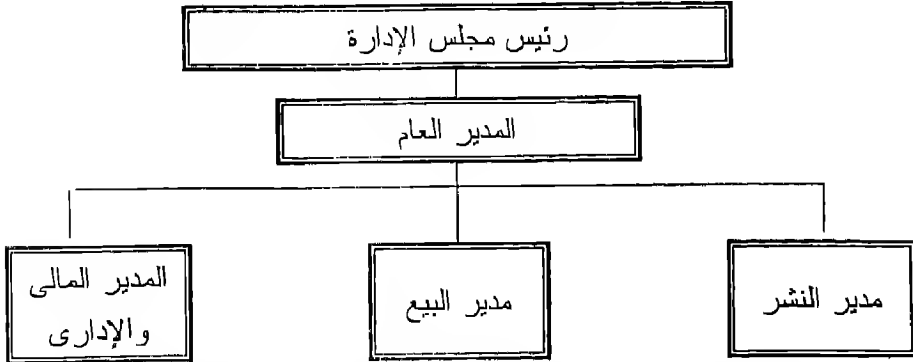 رئيس مجلس الإدارة
المدير العام
مدير النشر
مدير البيع
المدير المالى
والإدارى